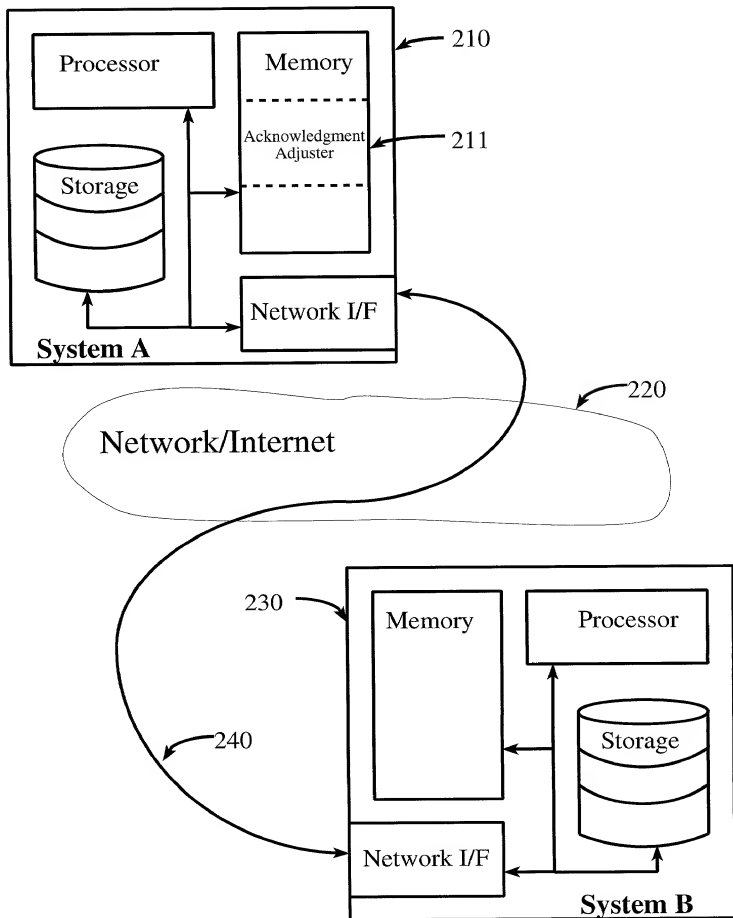 Processor
Memory
210
Acknowledgment
Adjuster
211
Storage
Network I/F
System A
220
Network/Internet
230
Memory
Processor
240
Storage
Network I/F
System B